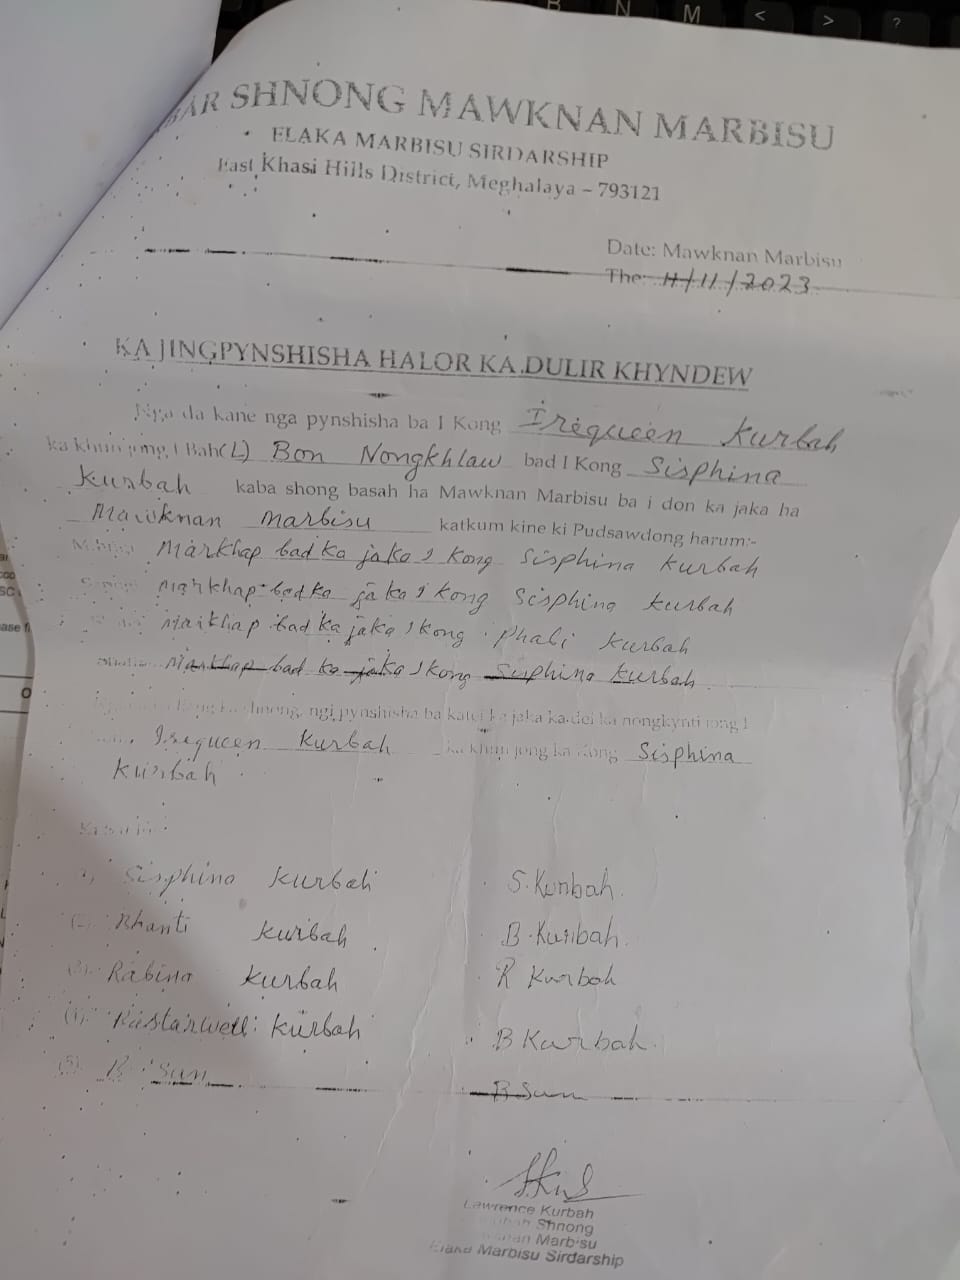 BAR SHNONG MAWKNAN MARBISU
ELAKA MARBISU SIRDARSHIP
East Khasi Hills District, Meghalaya – 793121
Date: Mawknan Marbisu
The: 11/11/2023
KA JINGPYNSHISHA HALOR KA DULIR KHYNDEW
Nga da kane nga pynshisha ba I Kong Irequeen Kurbah
ka khun jong I Bah(L) Bon Nongkhlaw bad I Kong Sisphina
Kurbah kaba shong basah ha Mawknan Marbisu ba i don ka jaka ha
Mawknan Marbisu katkum kine ki Pudsawdong harum:-
Markhap bad ka jaka I Kong Sisphina Kurbah
Markhap bad ka jaka I Kong Sisphina Kurbah
Markhap bad ka jaka I Kong Phali Kurbah
Markhap bad ka jaka I Kong Sisphina Kurbah
shnong, ngi pynshisha ba katei ka jaka ka dei ka nongkynti jong I
Irequeen Kurbah ka khun jong ka Kong Sisphina
Kurbah
Sisphina Kurbah S. Kurbah
Bhanti Kurbah B. Kurbah
(3) Rabina Kurbah R Kurbah
(4) Kurbah B Kurbah
(5) B. Sun B Sun
Lawrence Kurbah
Shnong
Marbisu
Elaka Marbisu Sirdarship